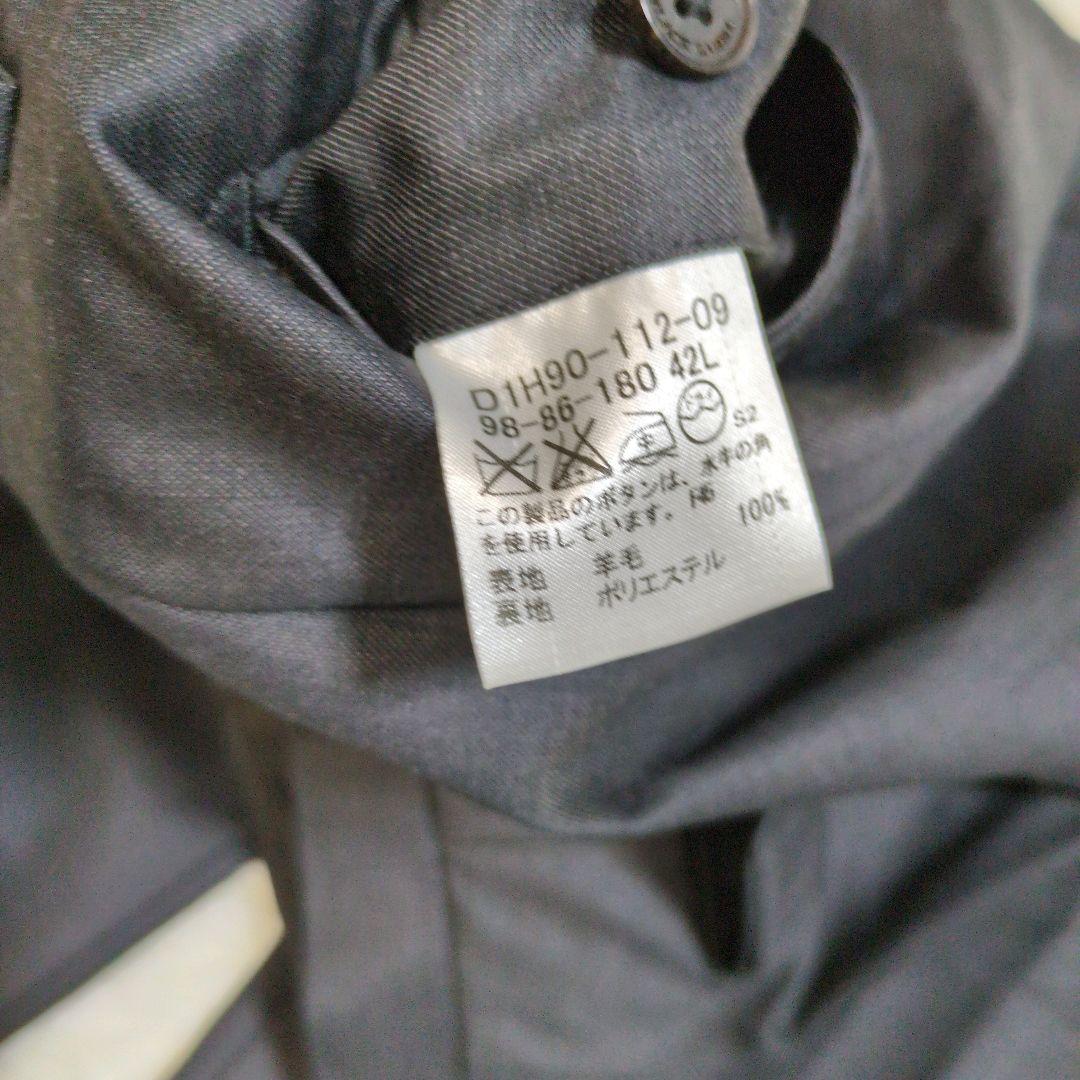 D1H90-112-09
98-86-180 42L
S2
この製品のボタンは、水牛の角
を使用しています。 H6
表地 羊毛 100%
裏地 ポリエステル